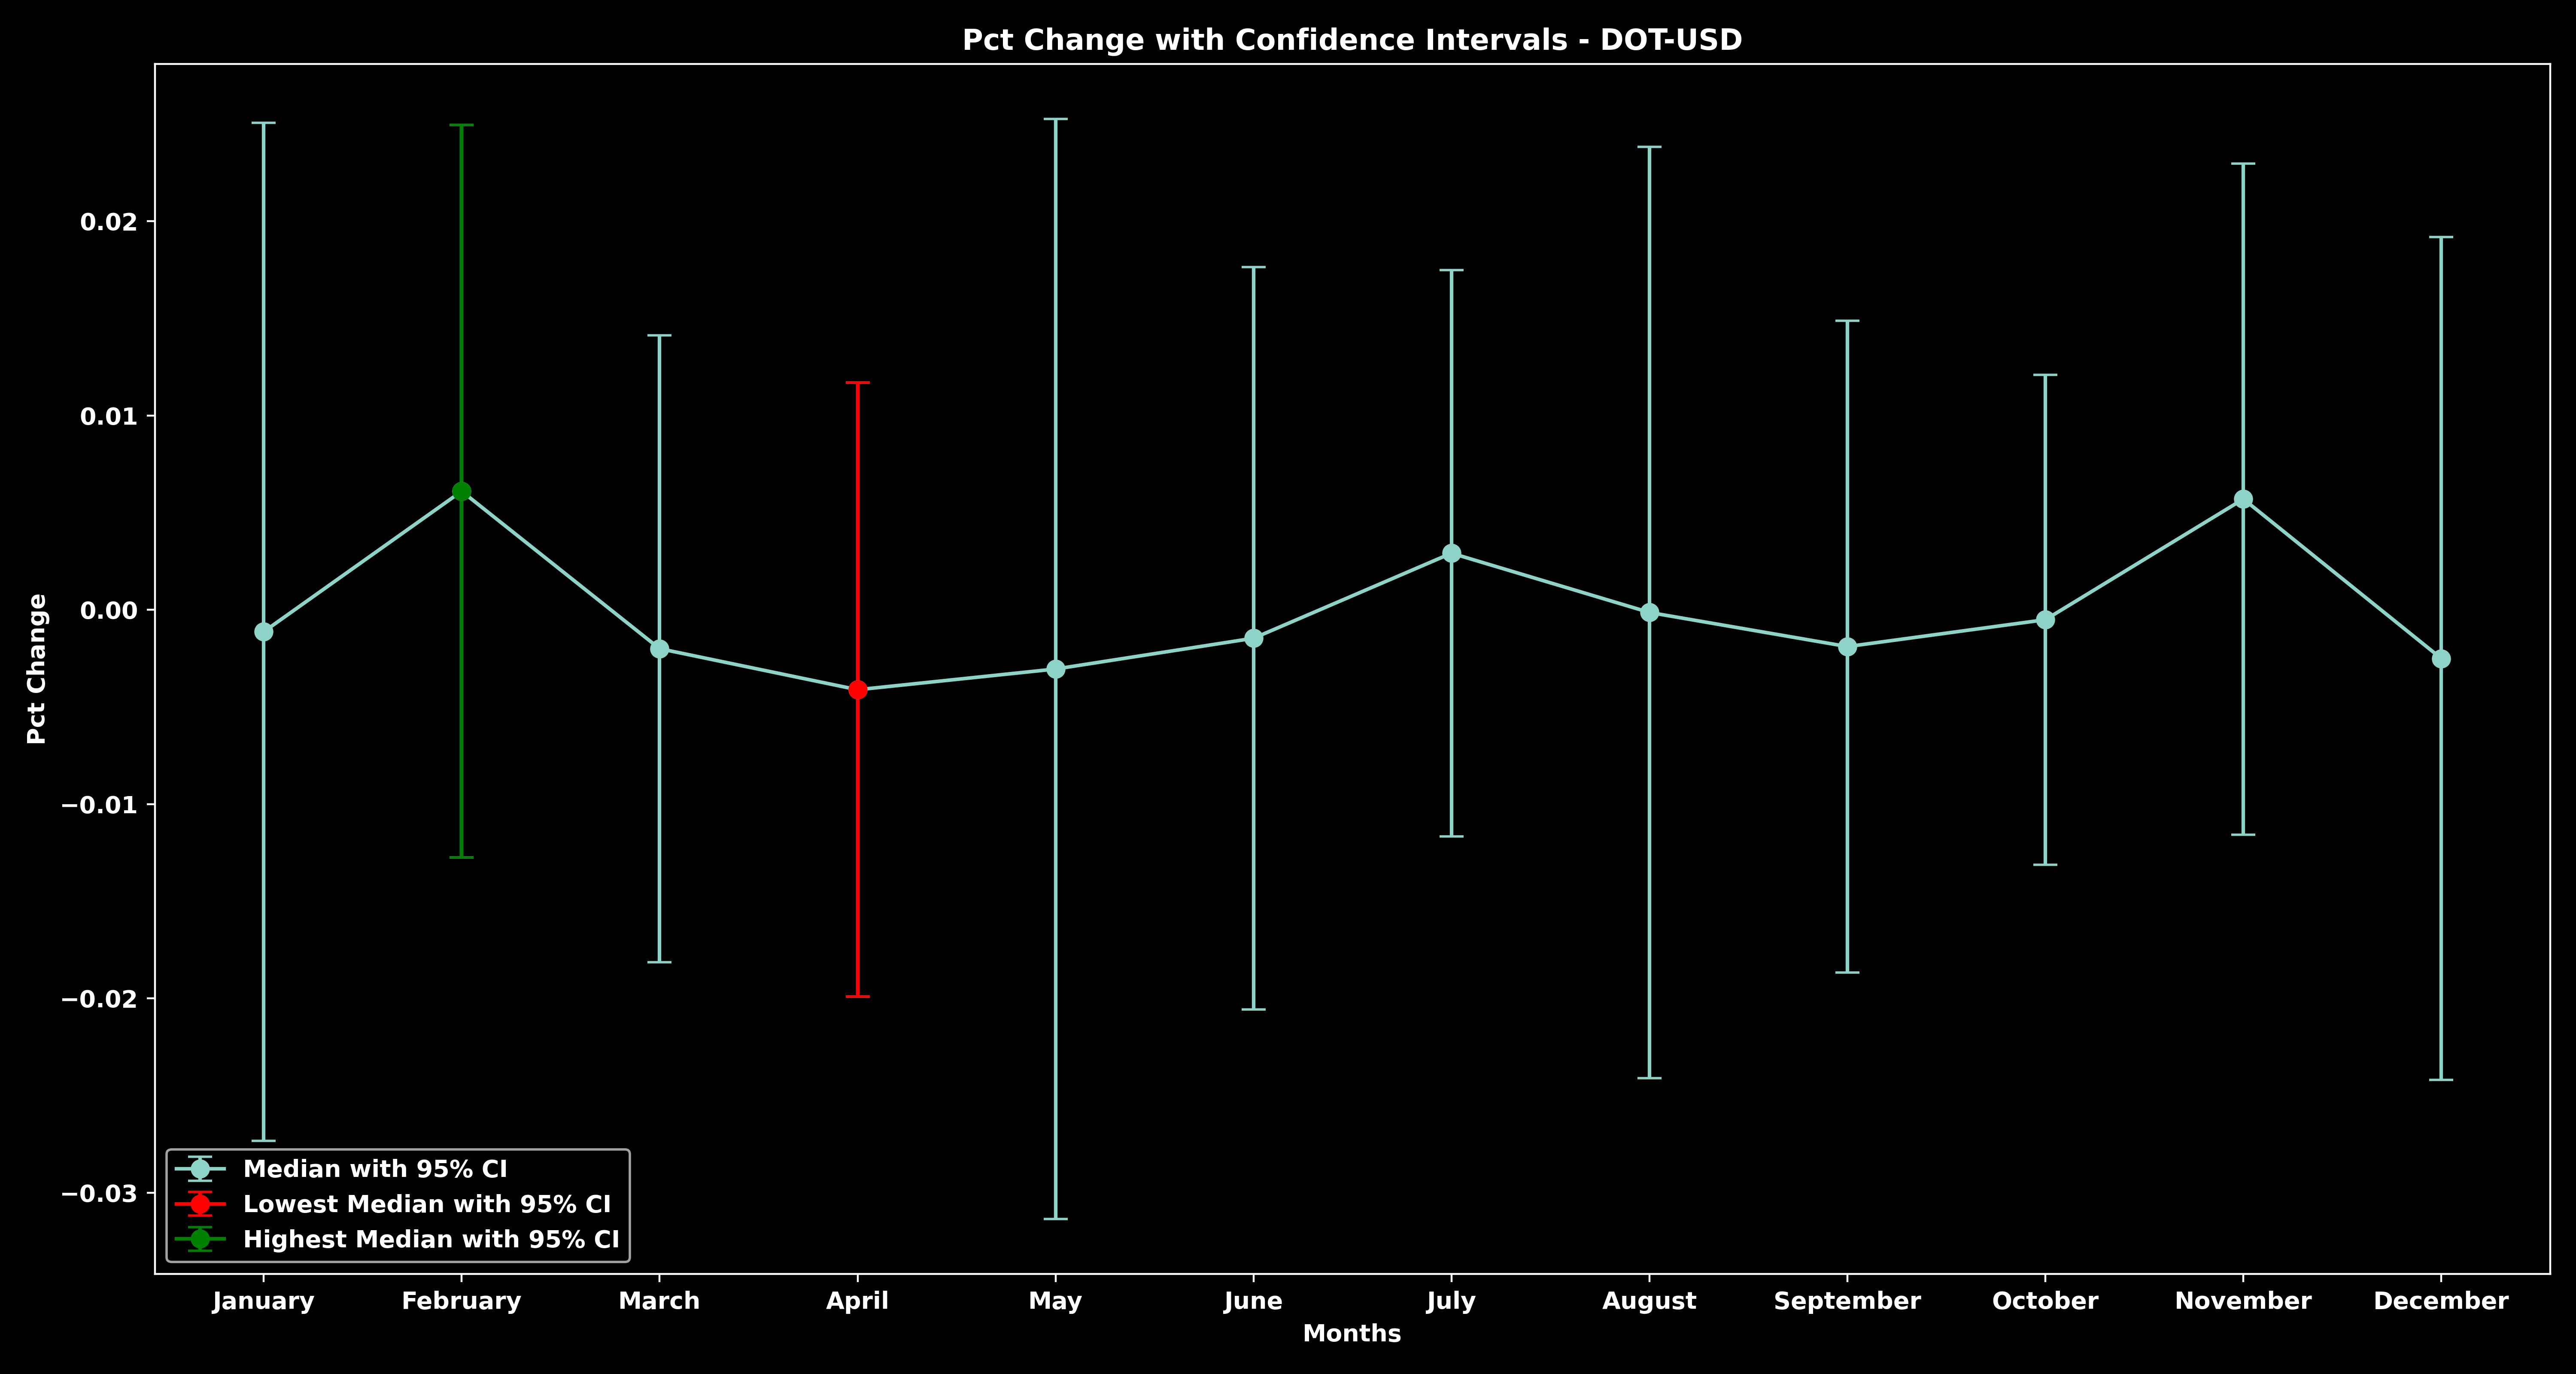 Pct Change with Confidence Intervals - DOT-USD
Pct Change
0.02
0.01
0.00
−0.01
−0.02
−0.03
Median with 95% CI
Lowest Median with 95% CI
Highest Median with 95% CI
January February March April May June July August September October November December
Months